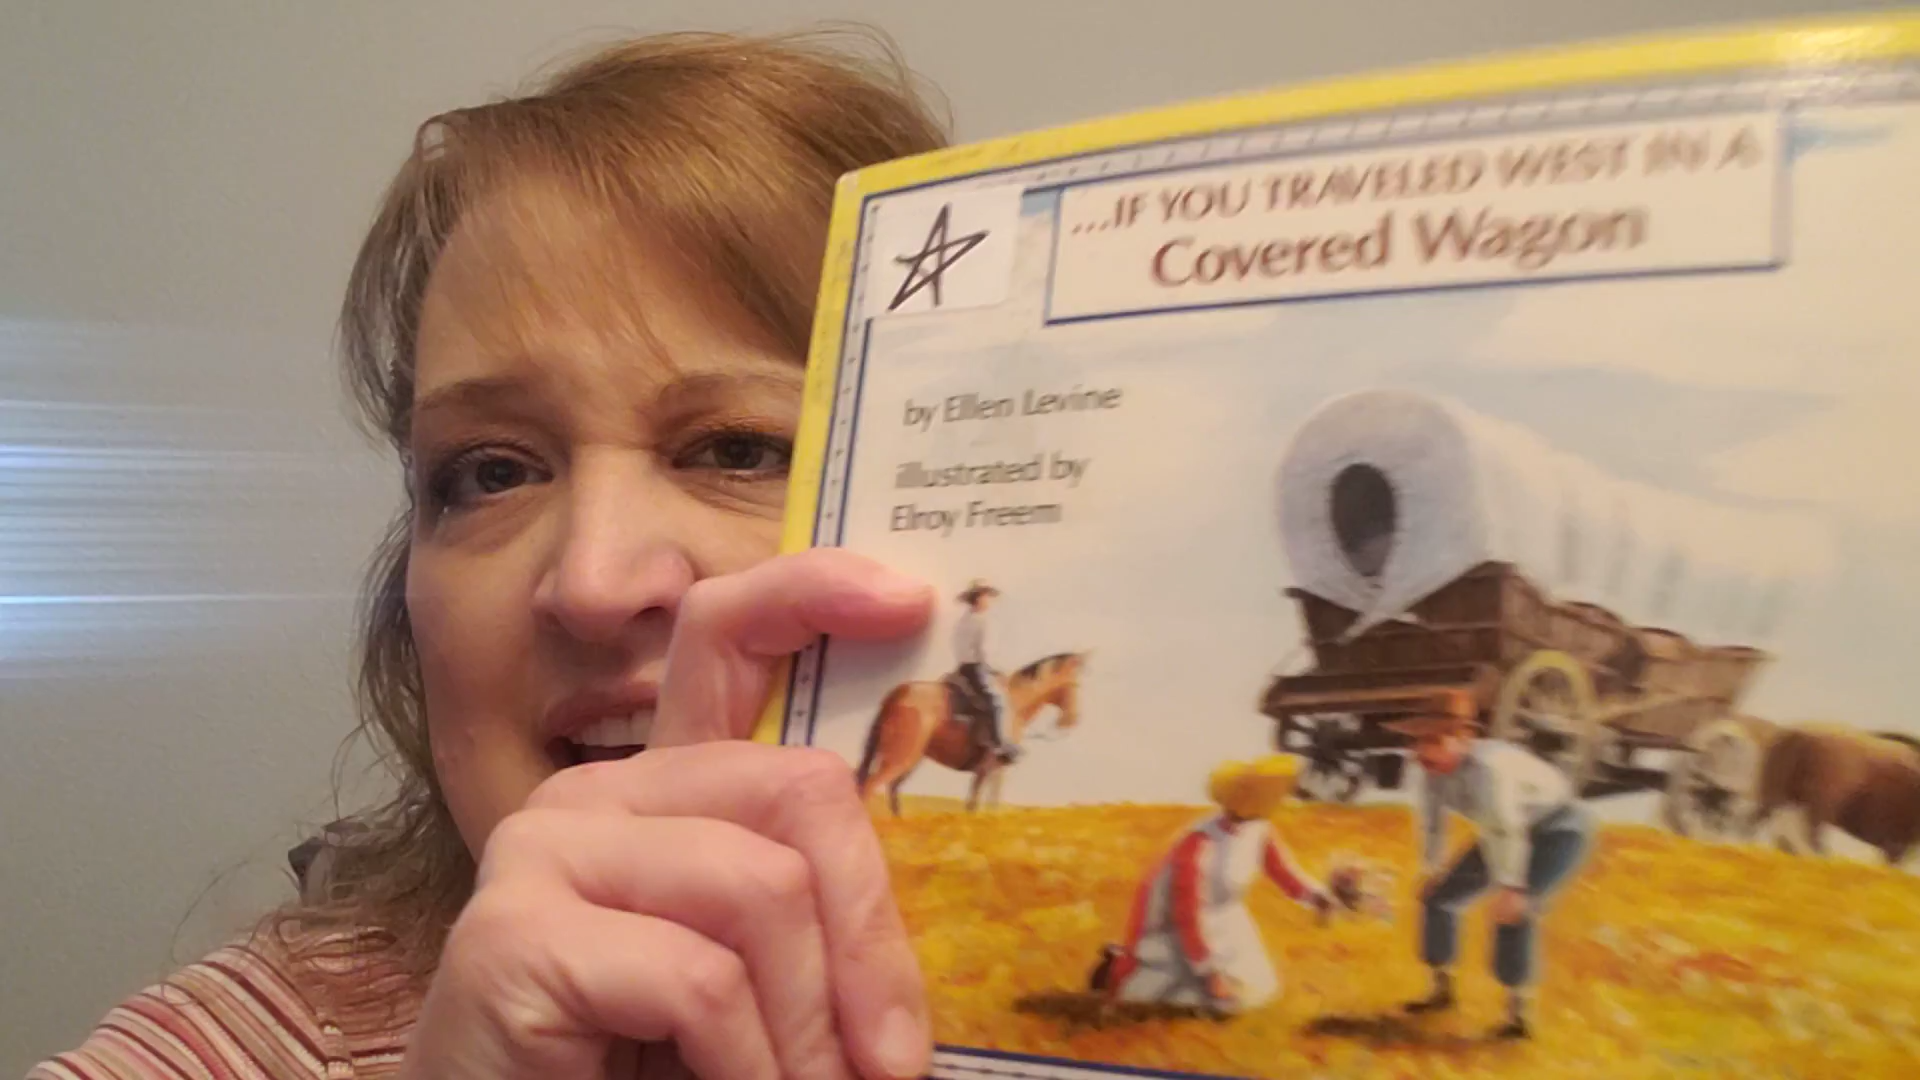 ...IF YOU TRAVELED WEST IN A
Covered Wagon
by Ellen Levine
illustrated by
Elroy Freem